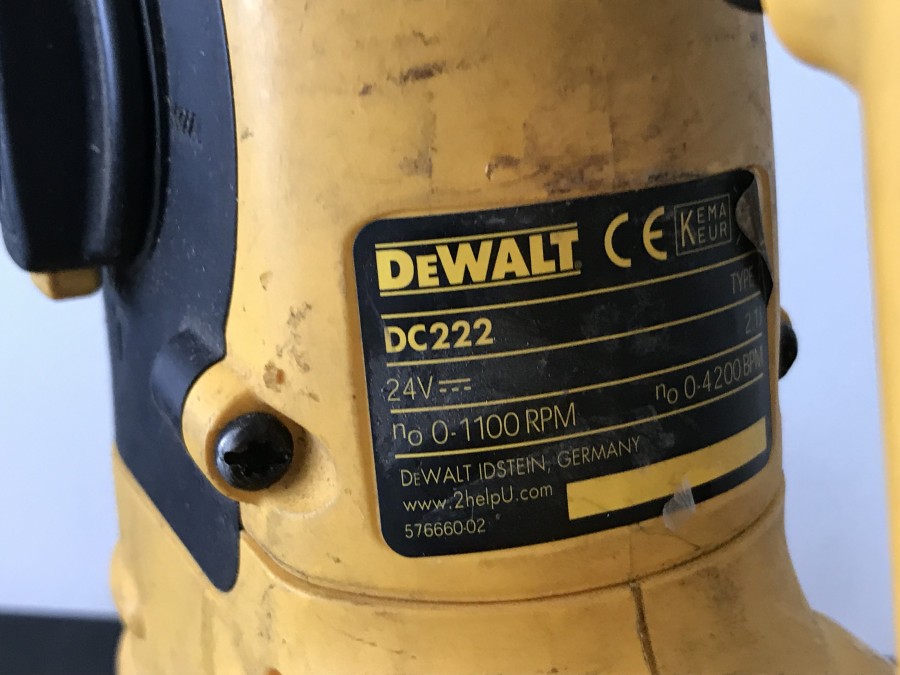 DEWALT CE KEMA KEUR
DC222 TYPE
24V 2.1J
no 0-1100 RPM no 0-4200 BPM
DEWALT IDSTEIN, GERMANY
www.2helpU.com
576660-02